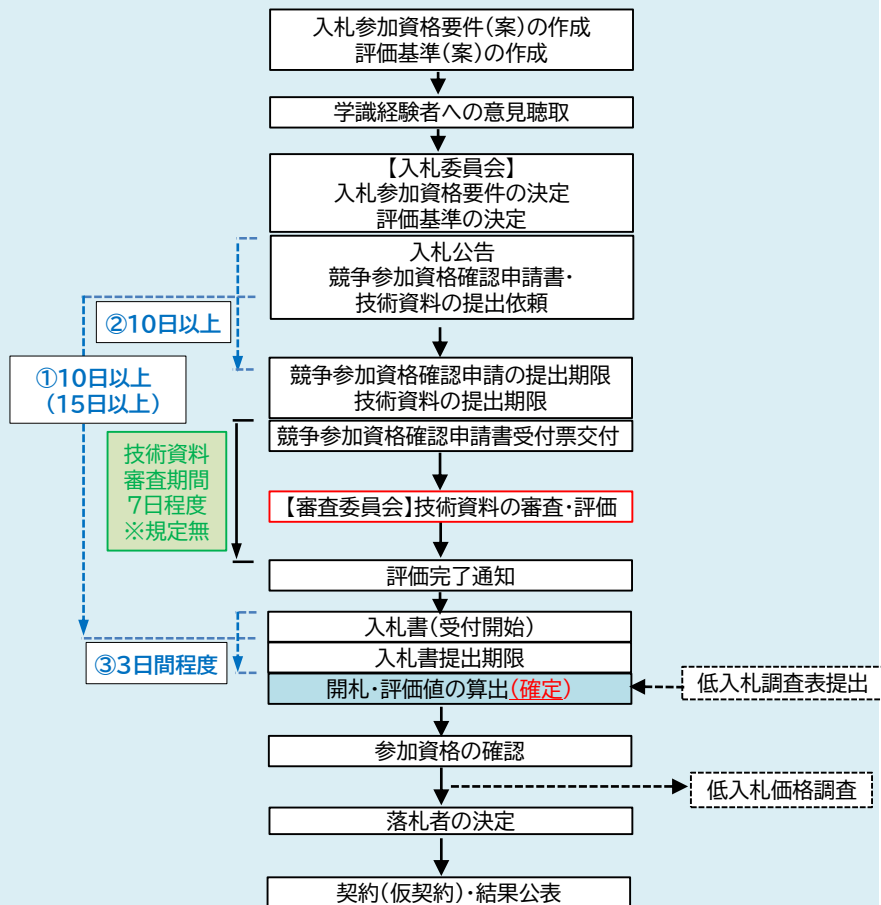 入札参加資格要件(案)の作成
評価基準(案)の作成
学識経験者への意見聴取
【入札委員会】
入札参加資格要件の決定
評価基準の決定
入札公告
競争参加資格確認申請書・
技術資料の提出依頼
②10日以上
①10日以上
(15日以上)
競争参加資格確認申請の提出期限
技術資料の提出期限
競争参加資格確認申請書受付票交付
技術資料
審査期間
7日程度
※規定無
【審査委員会】技術資料の審査・評価
評価完了通知
入札書(受付開始)
③3日間程度
入札書提出期限
開札・評価値の算出(確定)
低入札調査表提出
参加資格の確認
低入札価格調査
落札者の決定
契約(仮契約)・結果公表